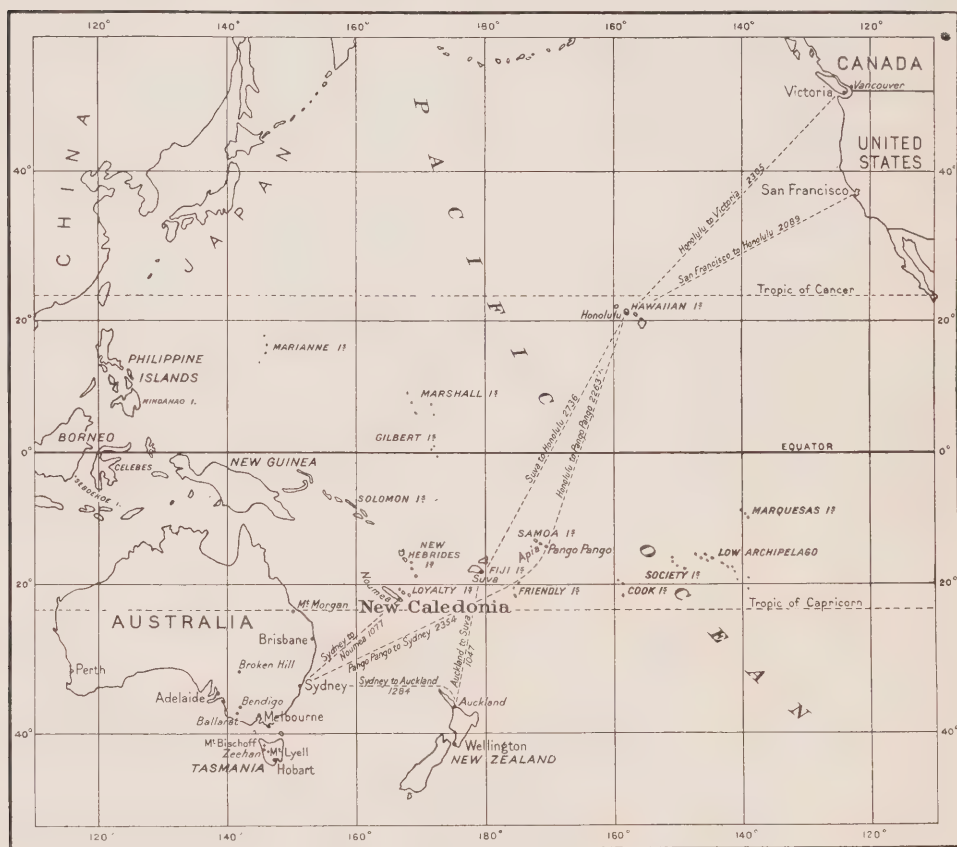 120°
140°
160°
180°
160°
140°
120°
CANADA
Vancouver
Victoria
UNITED
STATES
San Francisco
40°
40°
CHINA
JAPAN
PACIFIC
OCEAN
Honolulu to Victoria 2305
San Francisco to Honolulu 2089
Tropic of Cancer
HAWAIIAN Is
Honolulu
20°
20°
MARIANNE Is
PHILIPPINE
ISLANDS
MINDANAO I.
MARSHALL Is
GILBERT Is
BORNEO
CELEBES
0°
0°
EQUATOR
NEW GUINEA
SOLOMON Is
Suva to Honolulu 2736
Honolulu to Pango Pango 2263
MARQUESAS Is
SAMOA Is
Apia
Pango Pango
NEW
HEBRIDES
Is
LOW ARCHIPELAGO
FIJI Is
Suva
SOCIETY Is
20°
20°
Noumea
LOYALTY Is
FRIENDLY Is
COOK Is
Mt Morgan
New Caledonia
Tropic of Capricorn
AUSTRALIA
Brisbane
Sydney to
Noumea 1077
Pango Pango to Sydney 2354
Auckland to Suva
1047
Perth
Broken Hill
Sydney
Sydney to Auckland
1284
Adelaide
Bendigo
Auckland
Ballarat
Melbourne
40°
40°
Mt Bischoff
Zeehan
Mt Lyell
TASMANIA
Hobart
Wellington
NEW ZEALAND
120°
140°
160°
180°
160°
140°
120°